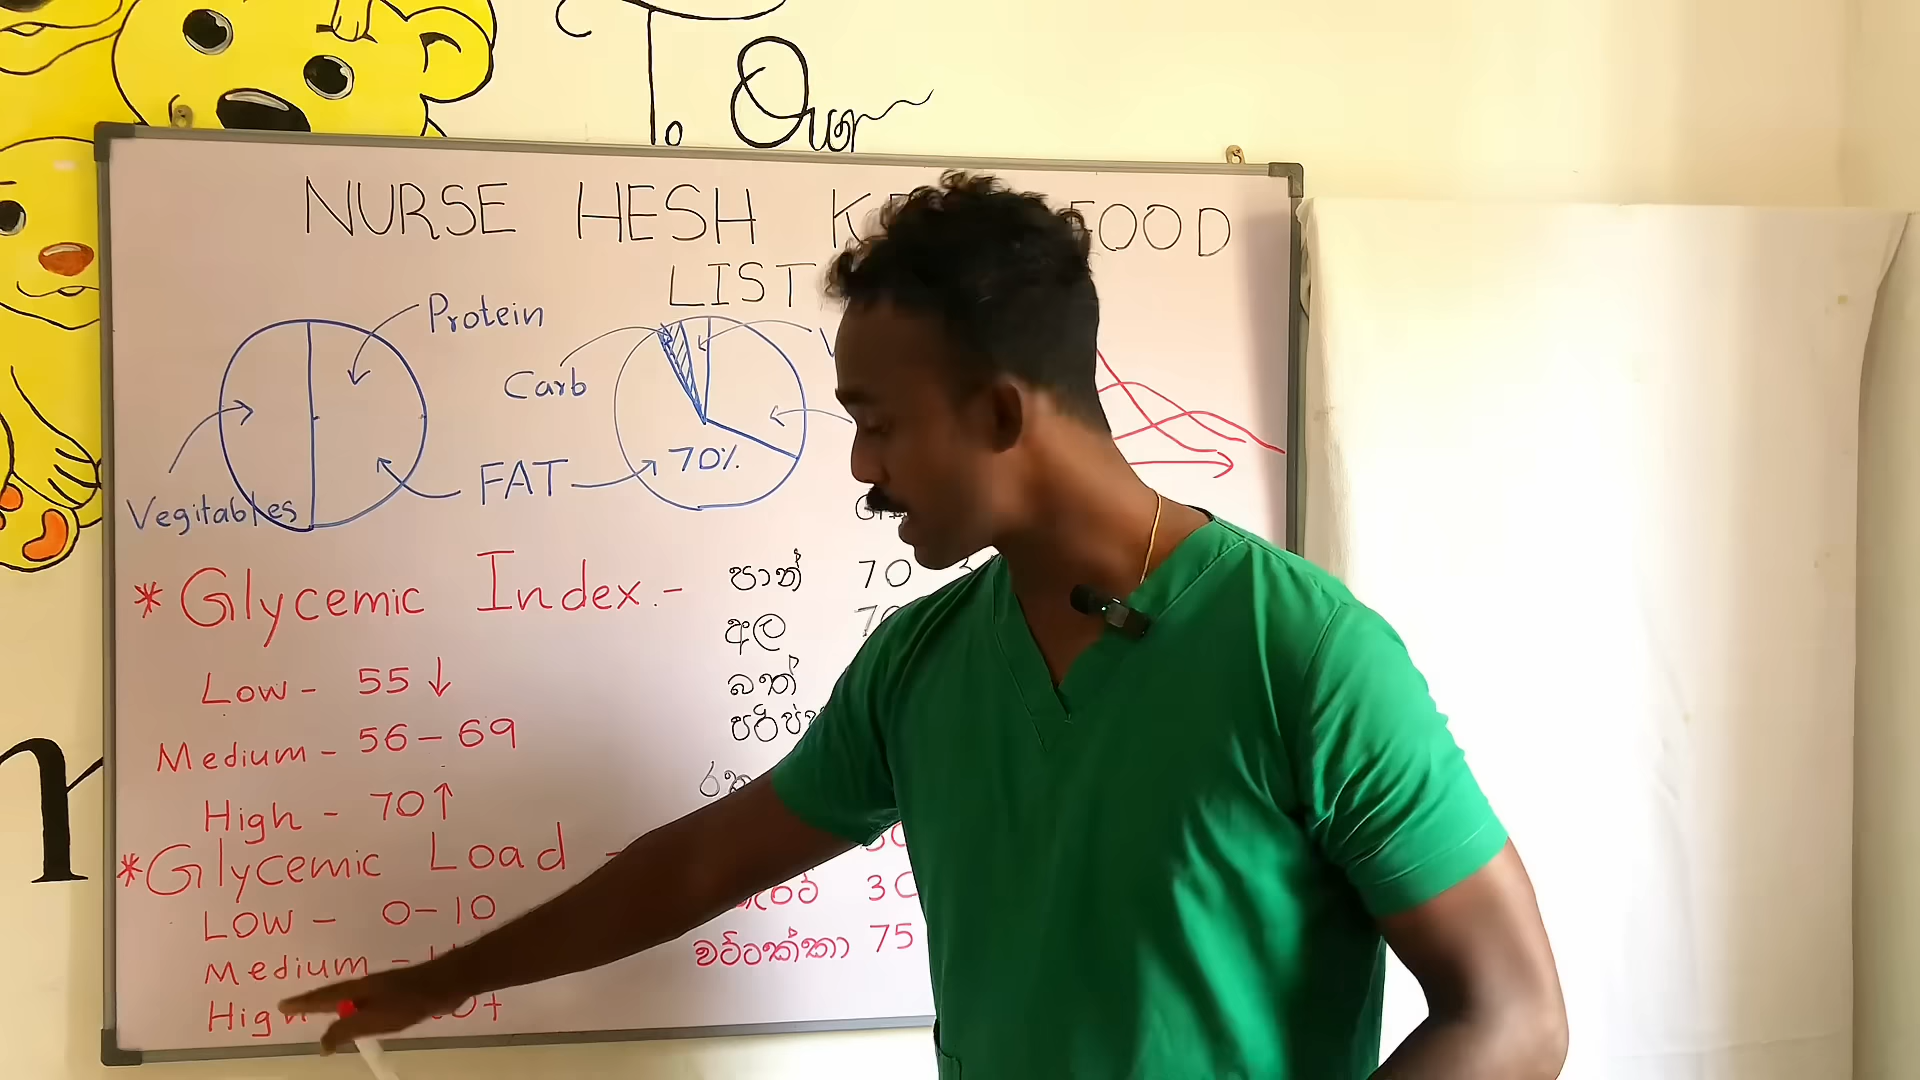 To Our
NURSE HESH K FOOD
LIST
Protein
Carb
70%
FAT
Vegitables
*Glycemic Index.-
Low - 55 ↓
Medium - 56-69
High - 70↑
*Glycemic Load -
LOW - 0-10
Medium -
High
පාන් 70
අල
බත්
වට්ටක්කා 75